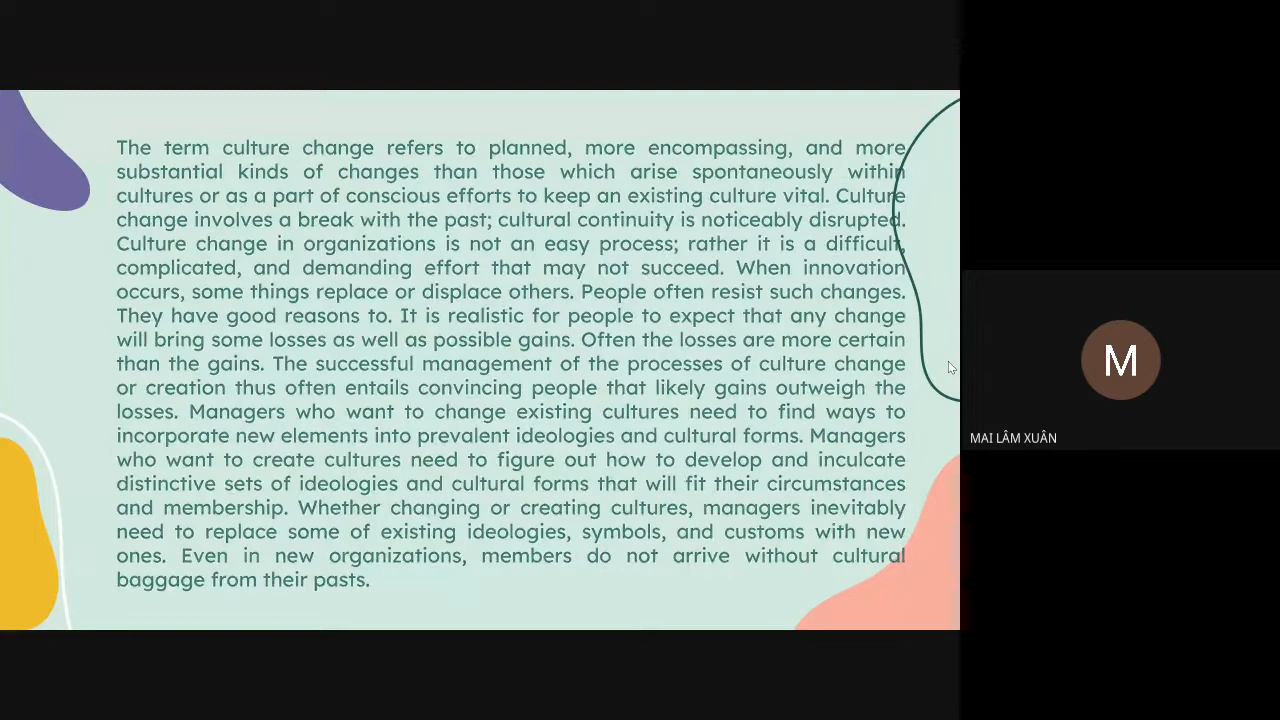 The term culture change refers to planned, more encompassing, and more
substantial kinds of changes than those which arise spontaneously within
cultures or as a part of conscious efforts to keep an existing culture vital. Culture
change involves a break with the past; cultural continuity is noticeably disrupted.
Culture change in organizations is not an easy process; rather it is a difficult,
complicated, and demanding effort that may not succeed. When innovation
occurs, some things replace or displace others. People often resist such changes.
They have good reasons to. It is realistic for people to expect that any change
will bring some losses as well as possible gains. Often the losses are more certain
than the gains. The successful management of the processes of culture change
or creation thus often entails convincing people that likely gains outweigh the
losses. Managers who want to change existing cultures need to find ways to
incorporate new elements into prevalent ideologies and cultural forms. Managers
who want to create cultures need to figure out how to develop and inculcate
distinctive sets of ideologies and cultural forms that will fit their circumstances
and membership. Whether changing or creating cultures, managers inevitably
need to replace some of existing ideologies, symbols, and customs with new
ones. Even in new organizations, members do not arrive without cultural
baggage from their pasts.
M
MAI LÂM XUÂN